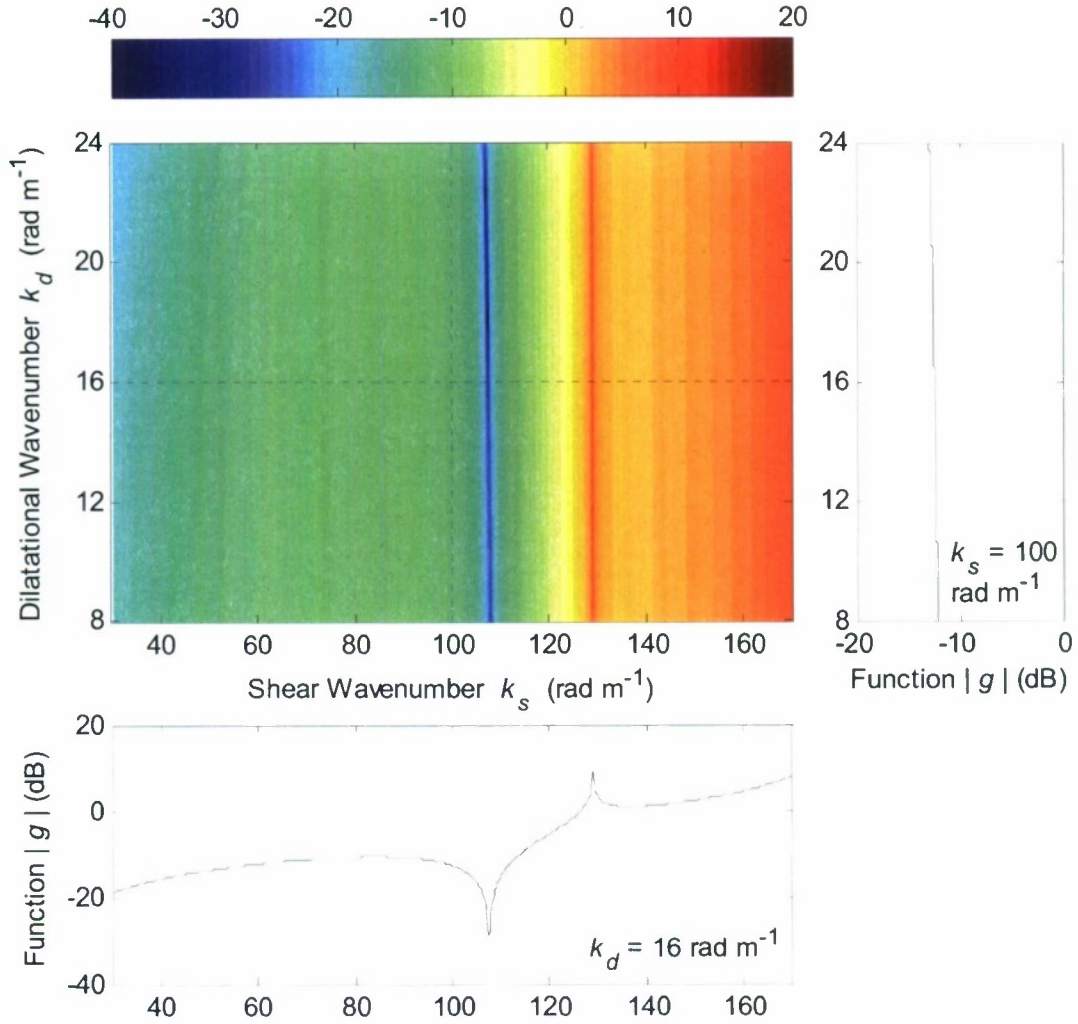 -40 -30 -20 -10 0 10 20
24
20
16
12
8
Dilatational Wavenumber k_d (rad m-1)
40 60 80 100 120 140 160
Shear Wavenumber k_s (rad m-1)
24
20
16
12
8
k_s = 100
rad m-1
-20 -10 0
Function | g | (dB)
20
0
-20
-40
Function | g | (dB)
k_d = 16 rad m-1
40 60 80 100 120 140 160